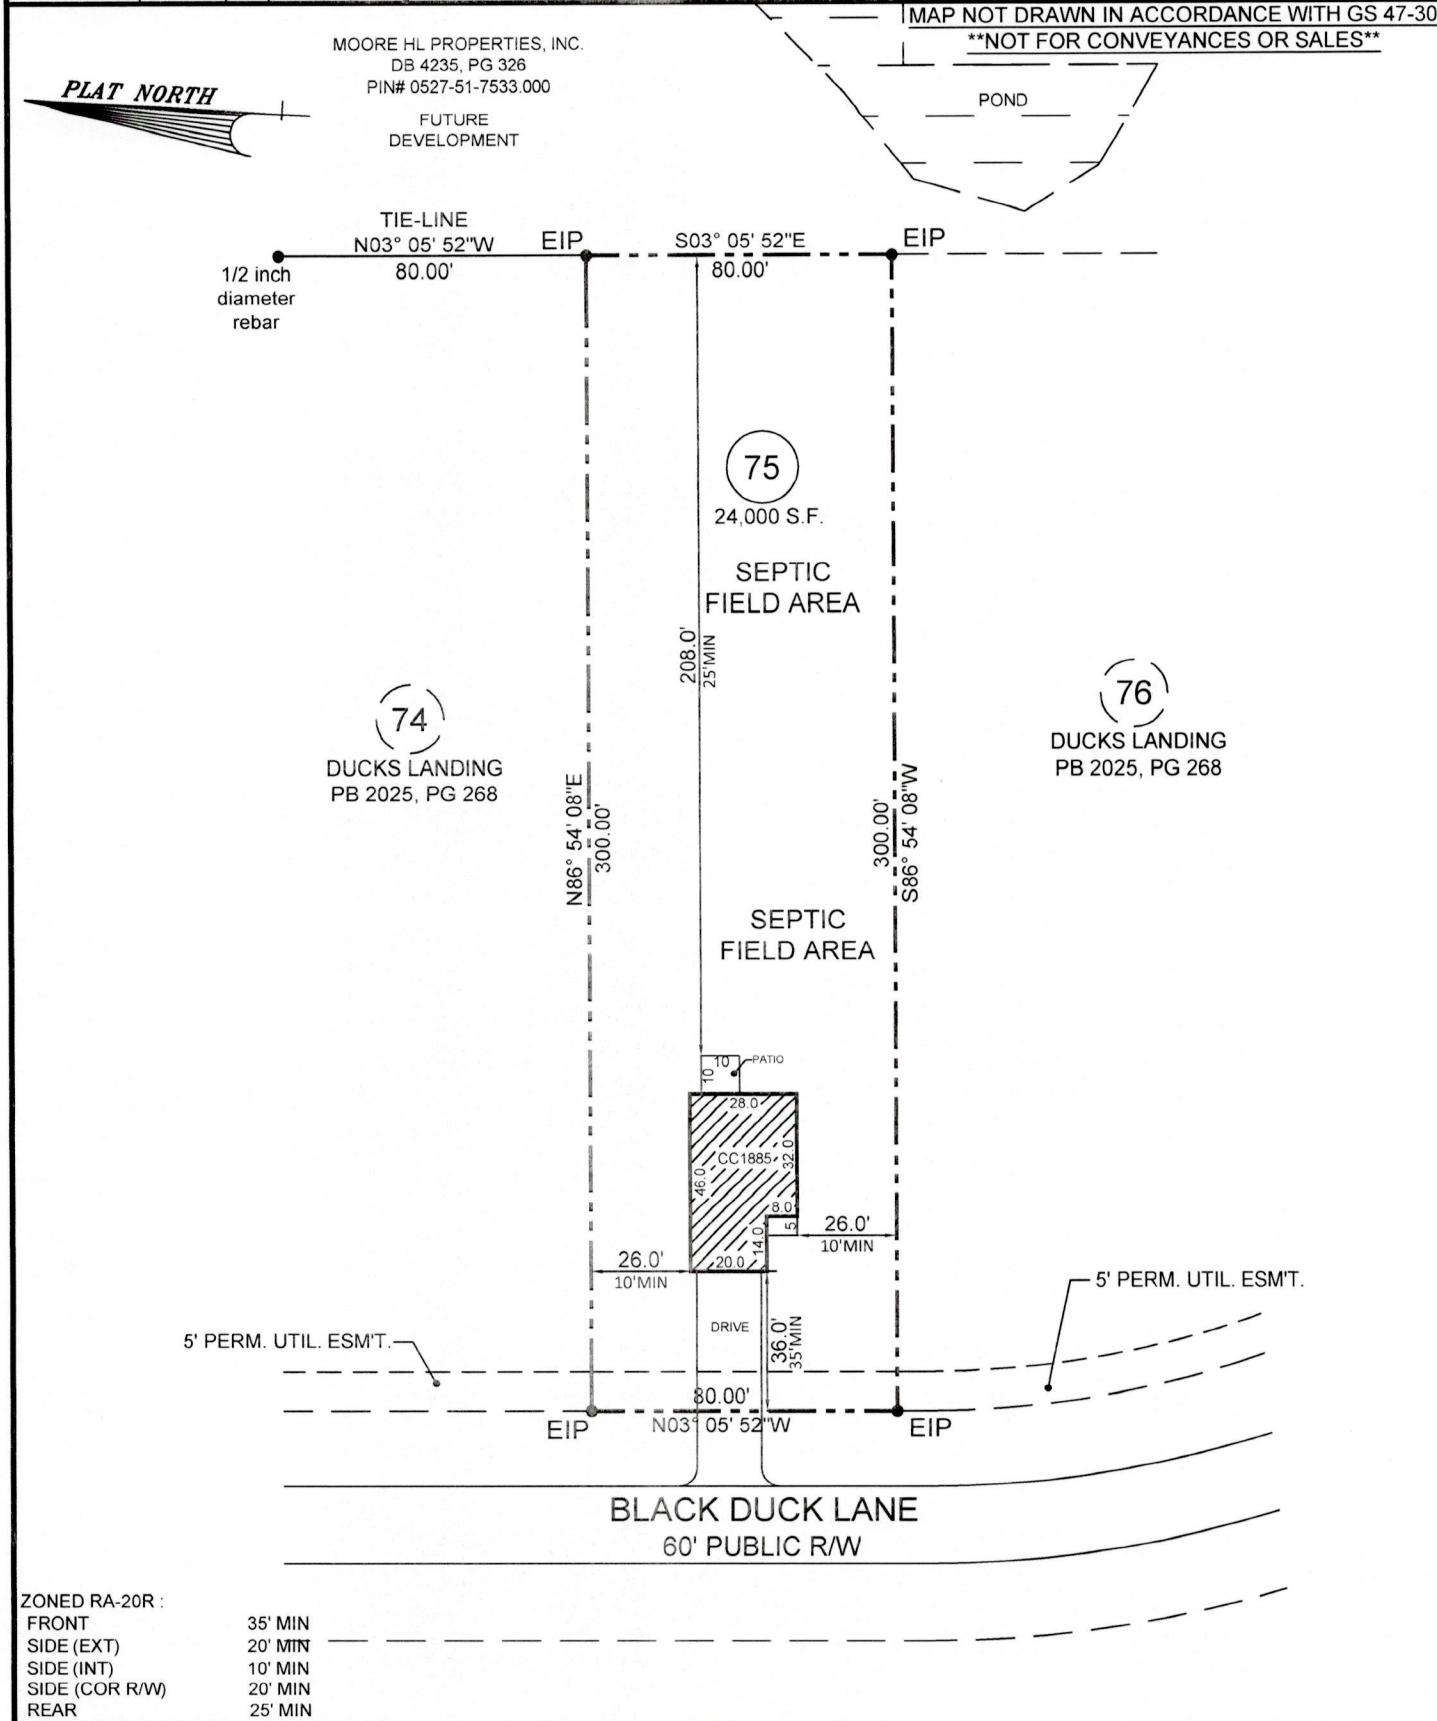 MAP NOT DRAWN IN ACCORDANCE WITH GS 47-30
**NOT FOR CONVEYANCES OR SALES**
MOORE HL PROPERTIES, INC.
DB 4235, PG 326
PIN# 0527-51-7533.000
FUTURE
DEVELOPMENT
PLAT NORTH
POND
TIE-LINE
N03° 05' 52"W
80.00'
EIP
S03° 05' 52"E
80.00'
EIP
1/2 inch
diameter
rebar
75
24,000 S.F.
SEPTIC
FIELD AREA
208.0'
25'MIN
74
DUCKS LANDING
PB 2025, PG 268
76
DUCKS LANDING
PB 2025, PG 268
N86° 54' 08"E
300.00'
300.00'
S86° 54' 08"W
SEPTIC
FIELD AREA
10
10
PATIO
28.0
CC1885
32.0
46.0
8.0
5
14.0
20.0
26.0'
10'MIN
26.0'
10'MIN
DRIVE
36.0'
35'MIN
5' PERM. UTIL. ESM'T.
5' PERM. UTIL. ESM'T.
80.00'
N03° 05' 52"W
EIP
EIP
BLACK DUCK LANE
60' PUBLIC R/W
ZONED RA-20R :
FRONT 35' MIN
SIDE (EXT) 20' MIN
SIDE (INT) 10' MIN
SIDE (COR R/W) 20' MIN
REAR 25' MIN